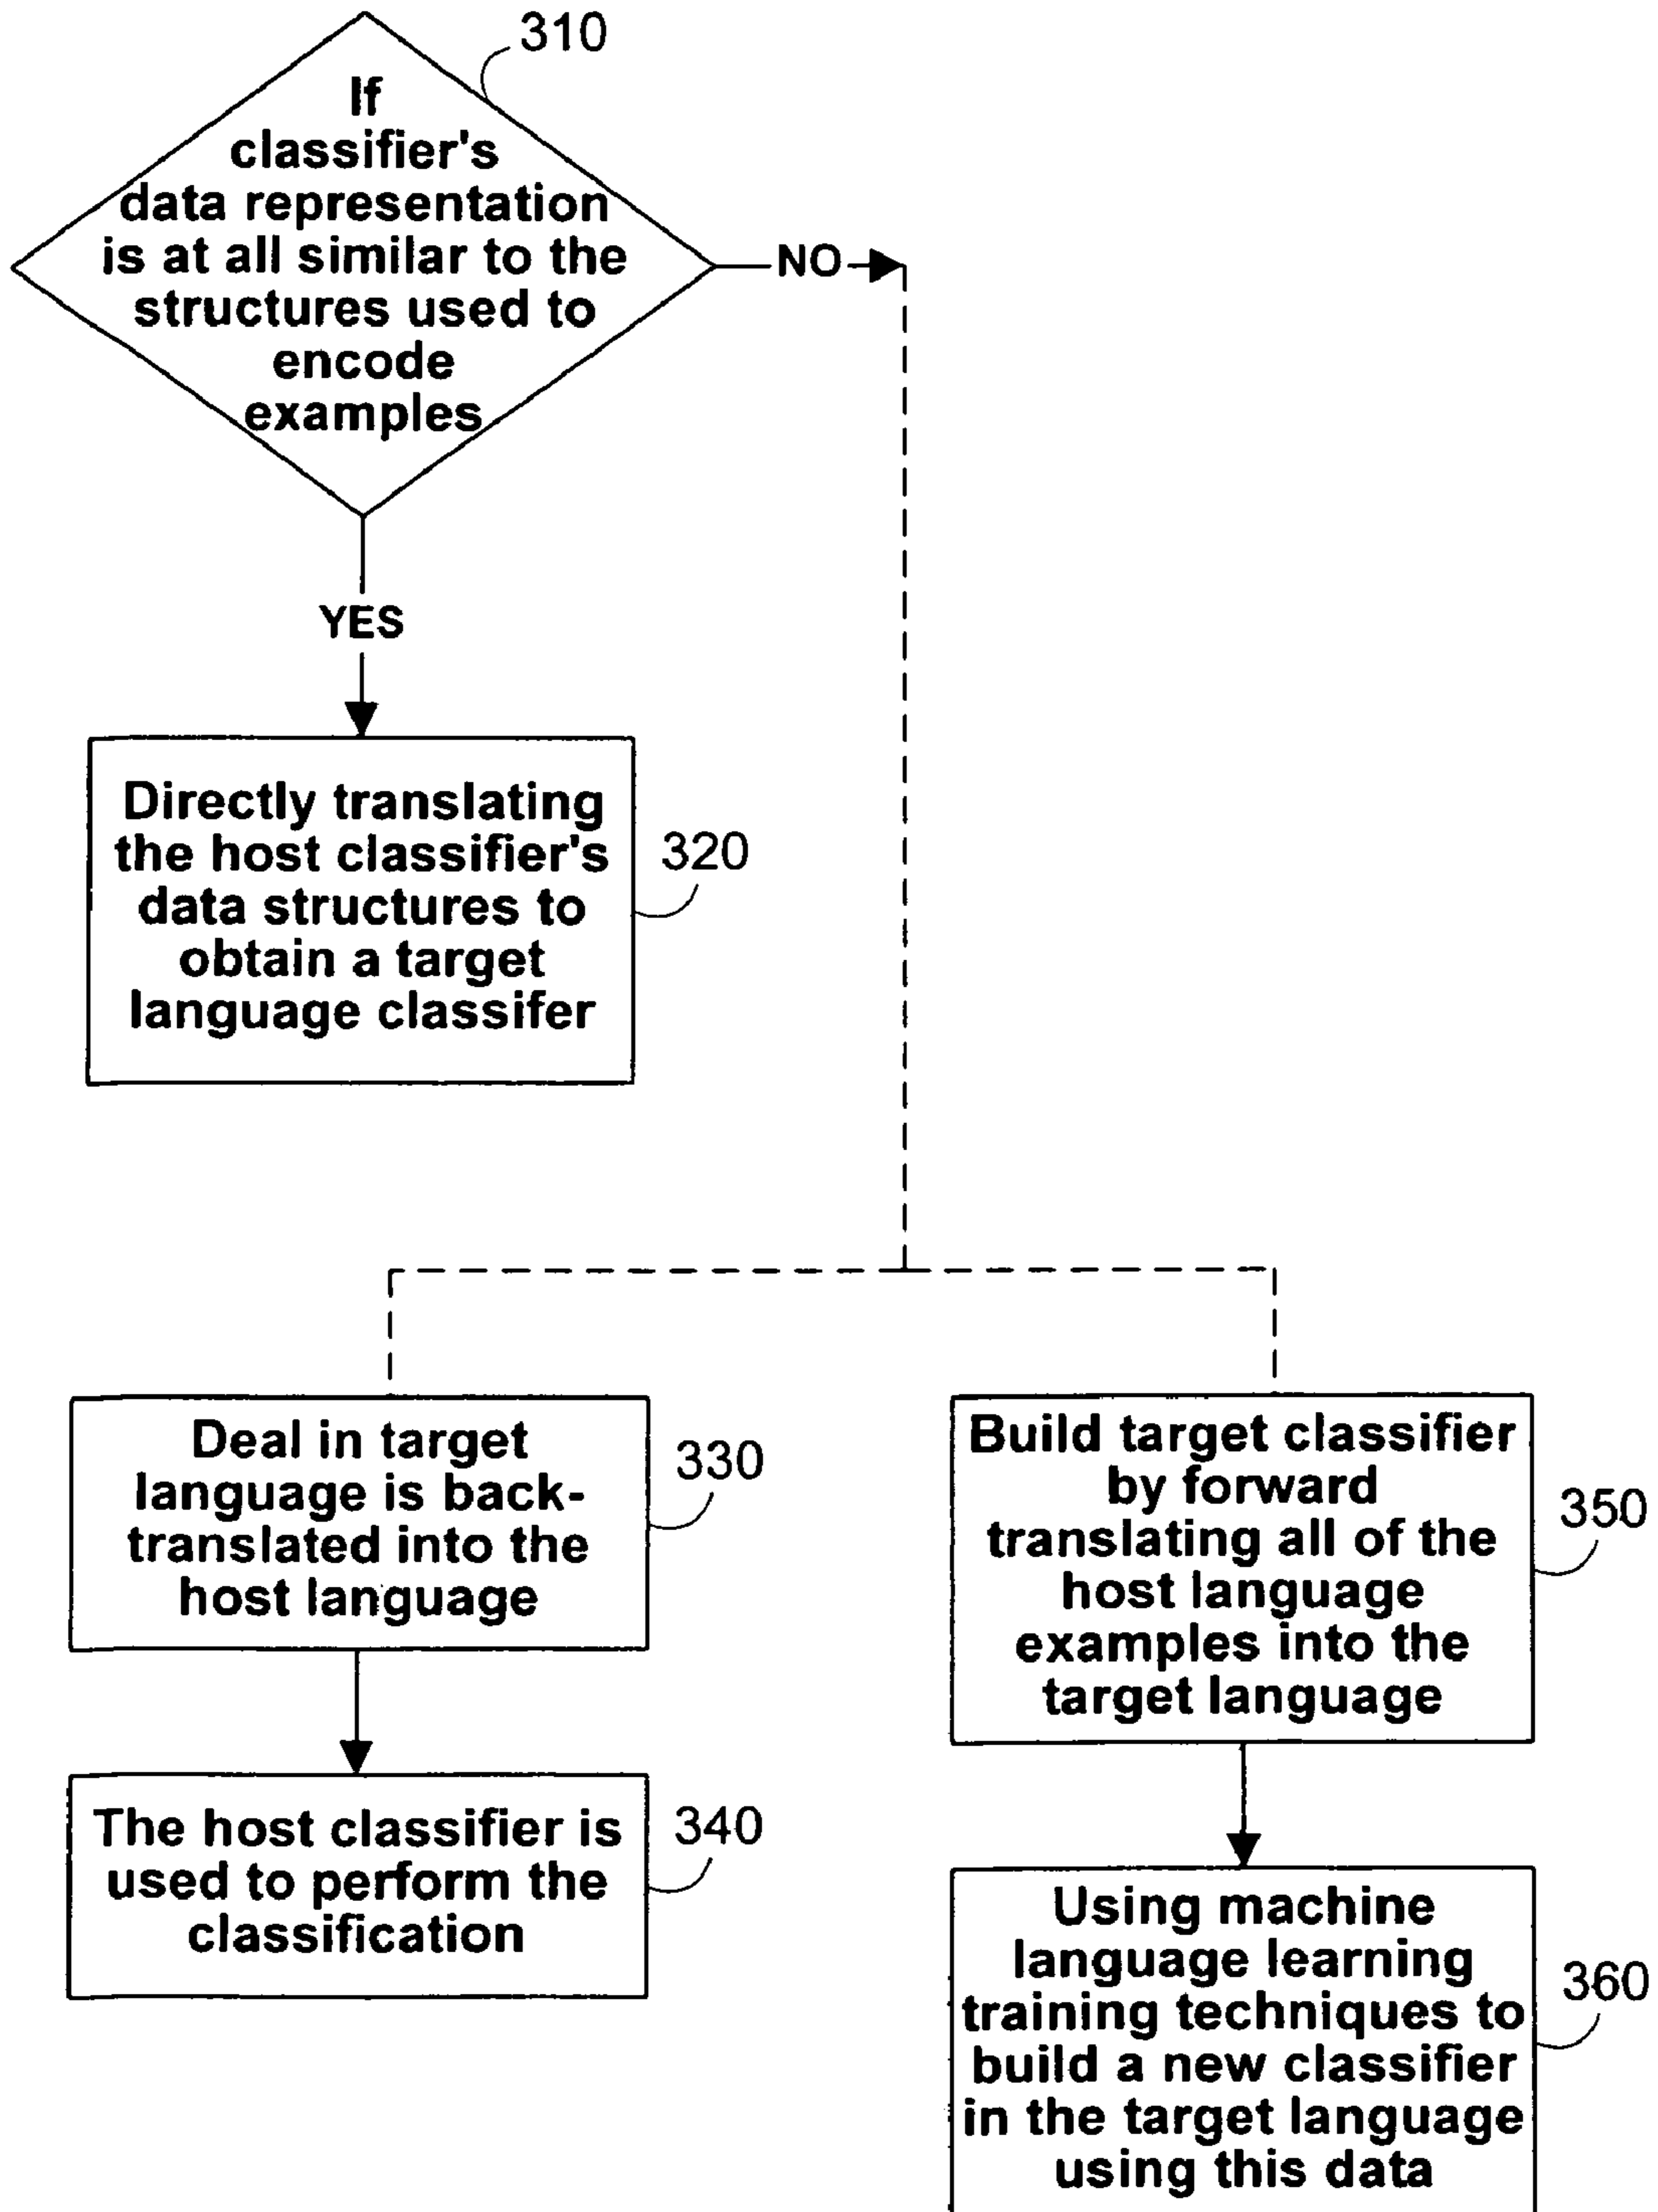 310
If
classifier's
data representation
is at all similar to the
structures used to
encode
examples
NO
YES
Directly translating
the host classifier's
data structures to
obtain a target
language classifer
320
Deal in target
language is back-
translated into the
host language
330
The host classifier is
used to perform the
classification
340
Build target classifier
by forward
translating all of the
host language
examples into the
target language
350
Using machine
language learning
training techniques to
build a new classifier
in the target language
using this data
360